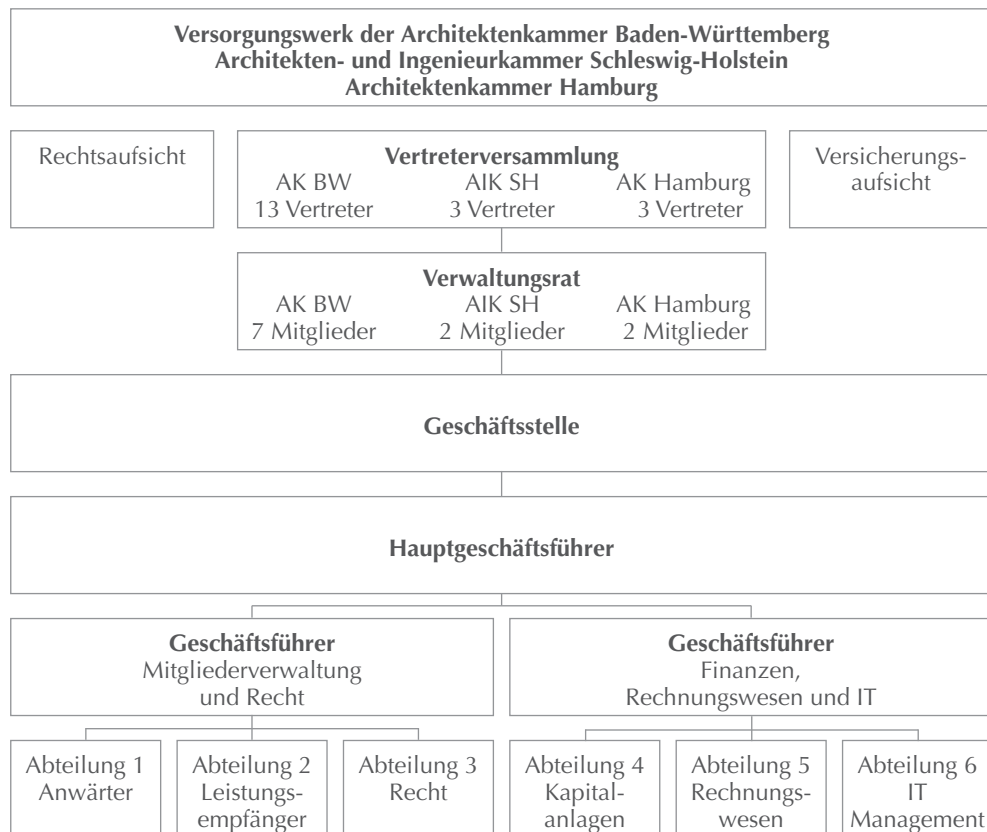 Versorgungswerk der Architektenkammer Baden-Württemberg
Architekten- und Ingenieurkammer Schleswig-Holstein
Architektenkammer Hamburg
Rechtsaufsicht
Vertreterversammlung
AK BW AIK SH AK Hamburg
13 Vertreter 3 Vertreter 3 Vertreter
Versicherungs-
aufsicht
Verwaltungsrat
AK BW AIK SH AK Hamburg
7 Mitglieder 2 Mitglieder 2 Mitglieder
Geschäftsstelle
Hauptgeschäftsführer
Geschäftsführer
Mitgliederverwaltung
und Recht
Geschäftsführer
Finanzen,
Rechnungswesen und IT
Abteilung 1
Anwärter
Abteilung 2
Leistungs-
empfänger
Abteilung 3
Recht
Abteilung 4
Kapital-
anlagen
Abteilung 5
Rechnungs-
wesen
Abteilung 6
IT
Management